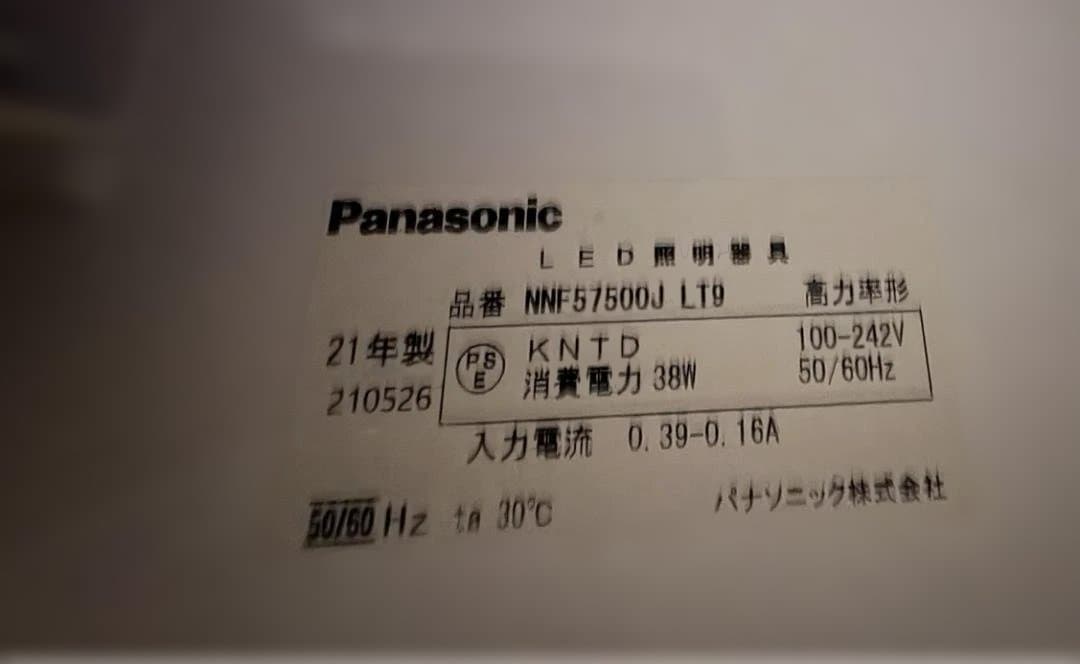 Panasonic
LED照明器具
品番 NNF57500J LT9 高力率形
21年製
210526
PSE
KNTD 100-242V
消費電力 38W 50/60Hz
入力電流 0.39-0.16A
パナソニック株式会社
50/60 Hz ta 30℃